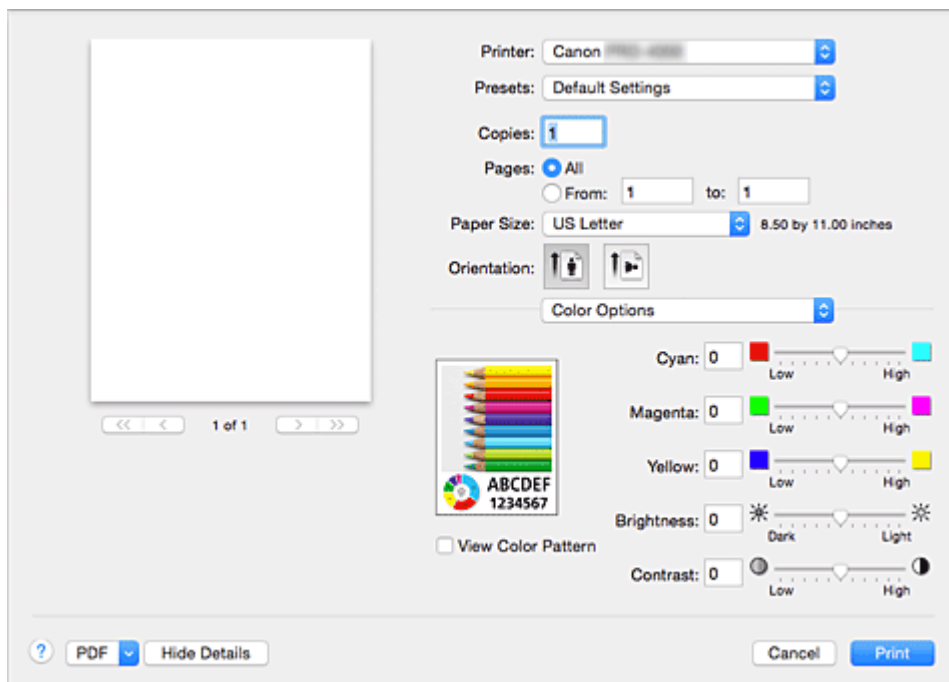 Printer: Canon
Presets: Default Settings
Copies: 1
Pages: All
From: 1 to: 1
Paper Size: US Letter 8.50 by 11.00 inches
Orientation:
Color Options
1 of 1
Cyan: 0
Low High
Magenta: 0
Low High
Yellow: 0
Low High
ABCDEF
1234567
Brightness: 0
Dark Light
View Color Pattern
Contrast: 0
Low High
? PDF Hide Details Cancel Print